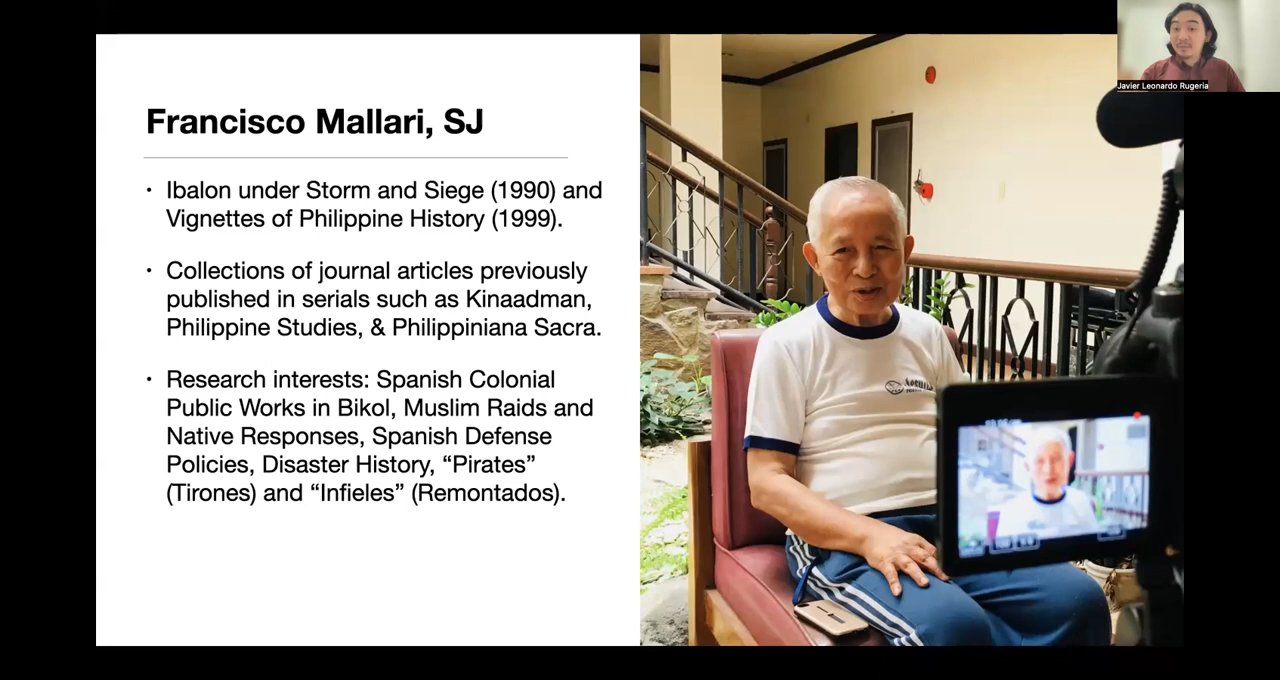 Javier Leonardo Rugeria
Francisco Mallari, SJ
• Ibalon under Storm and Siege (1990) and
Vignettes of Philippine History (1999).
• Collections of journal articles previously
published in serials such as Kinaadman,
Philippine Studies, & Philippiniana Sacra.
• Research interests: Spanish Colonial
Public Works in Bikol, Muslim Raids and
Native Responses, Spanish Defense
Policies, Disaster History, “Pirates”
(Tirones) and “Infieles” (Remontados).